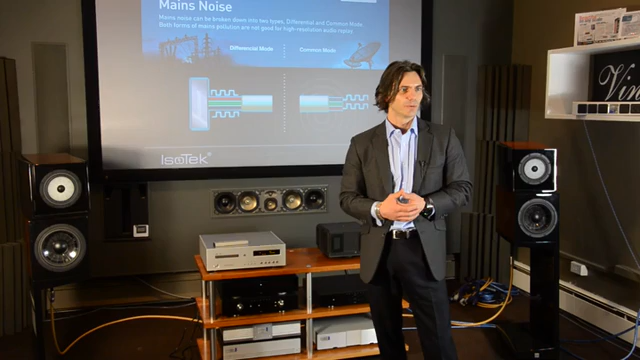 Mains Noise
Mains noise can be broken down into two types, Differential and Common Mode.
Both forms of mains pollution are not good for high-resolution audio replay
Differential Mode
Common Mode
IsoTek®
Vin